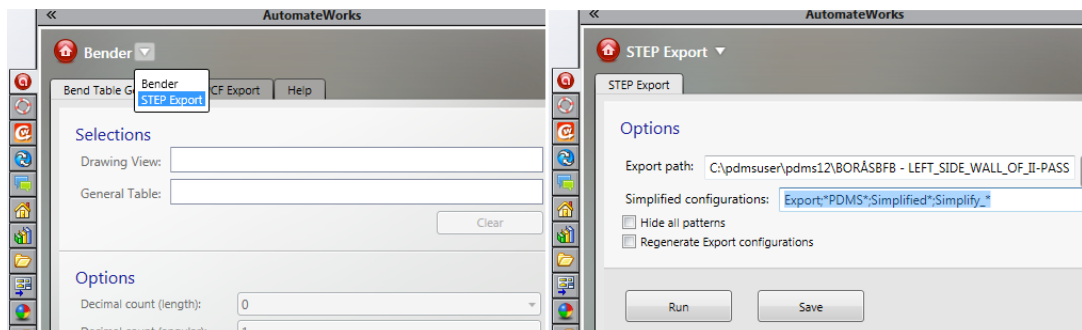 « AutomateWorks
Bender
Bender
STEP Export
Bend Table G
CF Export
Help
Selections
Drawing View:
General Table:
Clear
Options
Decimal count (length): 0
« AutomateWorks
STEP Export
STEP Export
Options
Export path: C:\pdmsuser\pdms12\BORÅSBFB - LEFT_SIDE_WALL_OF_II-PASS
Simplified configurations: Export;*PDMS*;Simplified*;Simplify_*
Hide all patterns
Regenerate Export configurations
Run Save